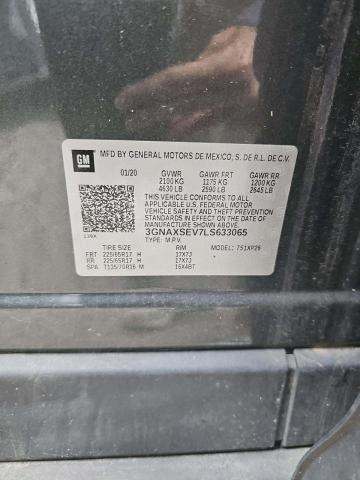 GM
MFD BY GENERAL MOTORS DE MEXICO, S. DE R.L. DE C.V.
01/20 GVWR GAWR FRT GAWR RR
2100 KG 1175 KG 1200 KG
4630 LB 2590 LB 2645 LB
THIS VEHICLE CONFORMS TO ALL APPLICABLE
U.S. FEDERAL MOTOR VEHICLE SAFETY, BUMPER, AND THEFT PREVENTION
STANDARDS IN EFFECT ON THE DATE OF
MANUFACTURE SHOWN ABOVE.
3GNAXSEV7LS633065
TYPE: M.P.V.
TIRE SIZE RIM
FRT 225/65R17 H 17X7J
RR 225/65R17 H 17X7J
SPA T135/70R16 M 16X4BT